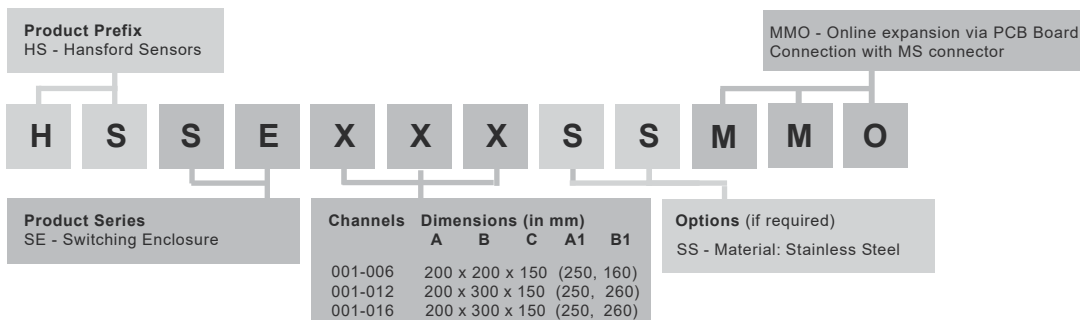 Product Prefix
HS - Hansford Sensors
MMO - Online expansion via PCB Board
Connection with MS connector
H S S E X X X S S M M O
Product Series
SE - Switching Enclosure
Channels Dimensions (in mm)
A B C A1 B1
001-006 200 x 200 x 150 (250, 160)
001-012 200 x 300 x 150 (250, 260)
001-016 200 x 300 x 150 (250, 260)
Options (if required)
SS - Material: Stainless Steel